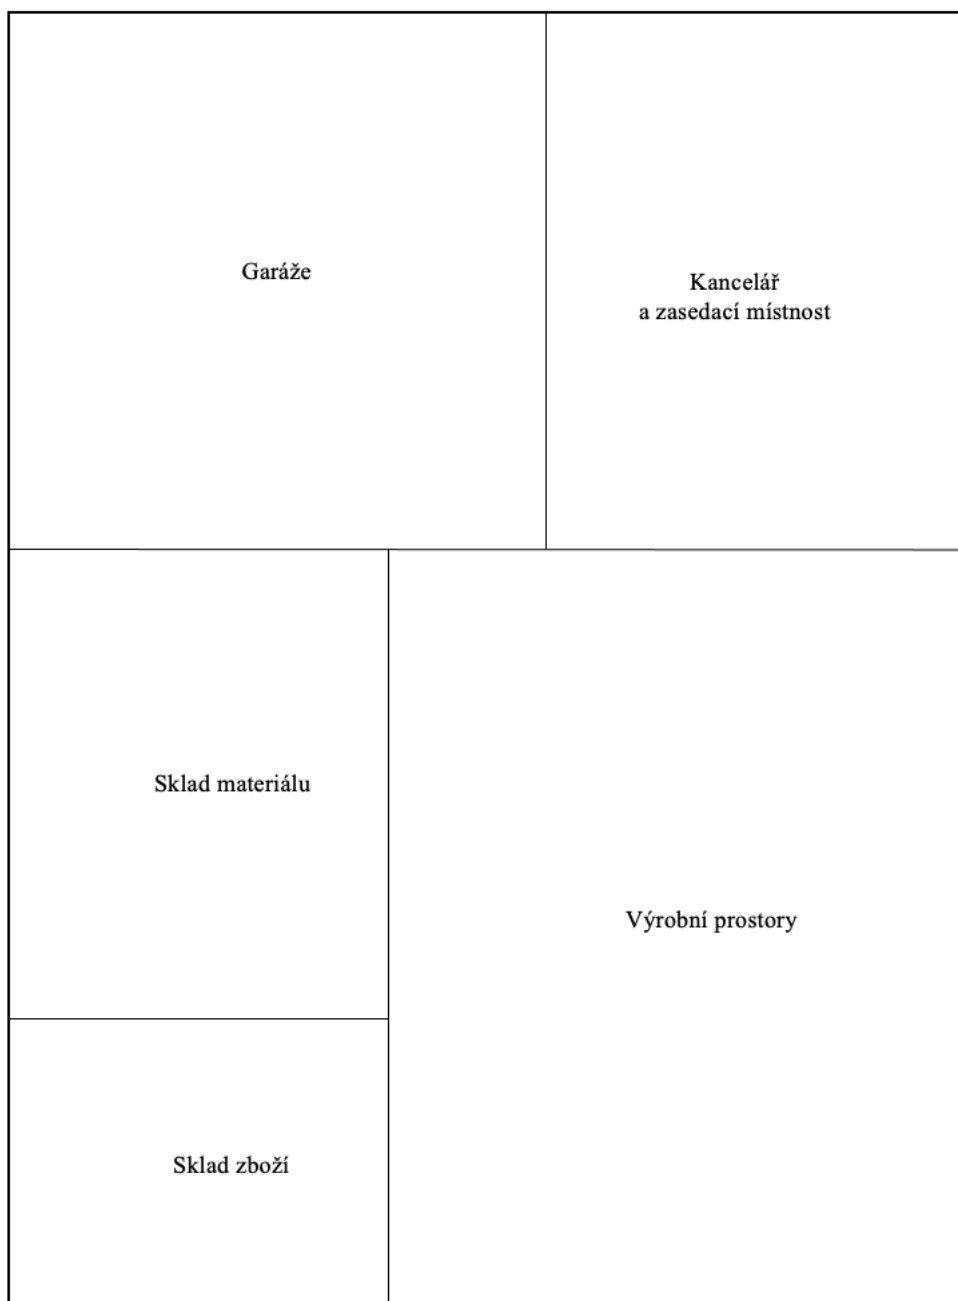 Garáže
Kancelář
a zasedací místnost
Sklad materiálu
Výrobní prostory
Sklad zboží